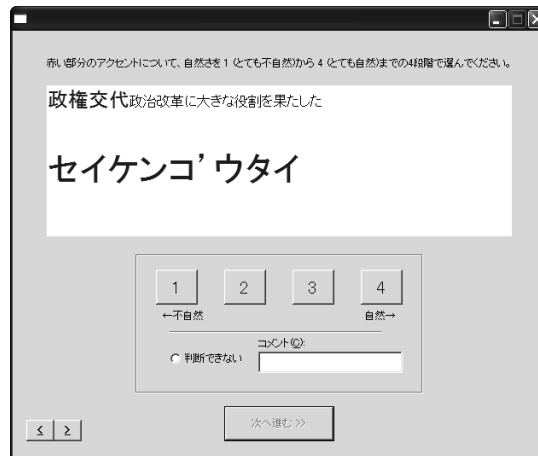 赤い部分のアクセントについて、自然さを1(とても不自然)から4(とても自然)までの4段階で選んでください。
政権交代政治改革に大きな役割を果たした
セイケンコ’ウタイ
1 2 3 4
←不自然 自然→
コメント(C):
判断できない
< >
次へ進む >>